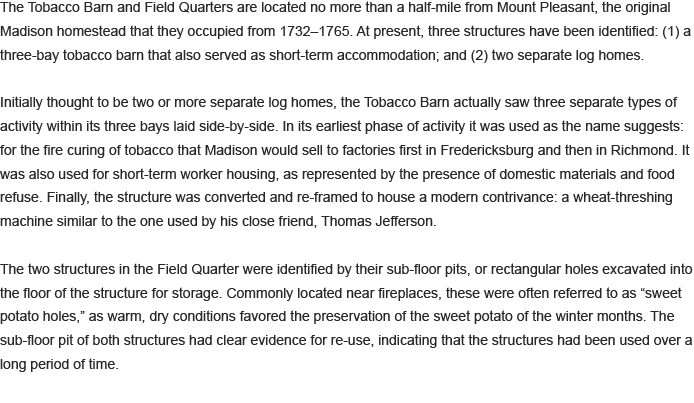 The Tobacco Barn and Field Quarters are located no more than a half-mile from Mount Pleasant, the original
Madison homestead that they occupied from 1732–1765. At present, three structures have been identified: (1) a
three-bay tobacco barn that also served as short-term accommodation; and (2) two separate log homes.

Initially thought to be two or more separate log homes, the Tobacco Barn actually saw three separate types of
activity within its three bays laid side-by-side. In its earliest phase of activity it was used as the name suggests:
for the fire curing of tobacco that Madison would sell to factories first in Fredericksburg and then in Richmond. It
was also used for short-term worker housing, as represented by the presence of domestic materials and food
refuse. Finally, the structure was converted and re-framed to house a modern contrivance: a wheat-threshing
machine similar to the one used by his close friend, Thomas Jefferson.

The two structures in the Field Quarter were identified by their sub-floor pits, or rectangular holes excavated into
the floor of the structure for storage. Commonly located near fireplaces, these were often referred to as “sweet
potato holes,” as warm, dry conditions favored the preservation of the sweet potato of the winter months. The
sub-floor pit of both structures had clear evidence for re-use, indicating that the structures had been used over a
long period of time.